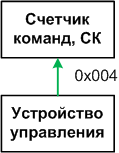 Счетчик
команд, СК
0x004
Устройство
управления